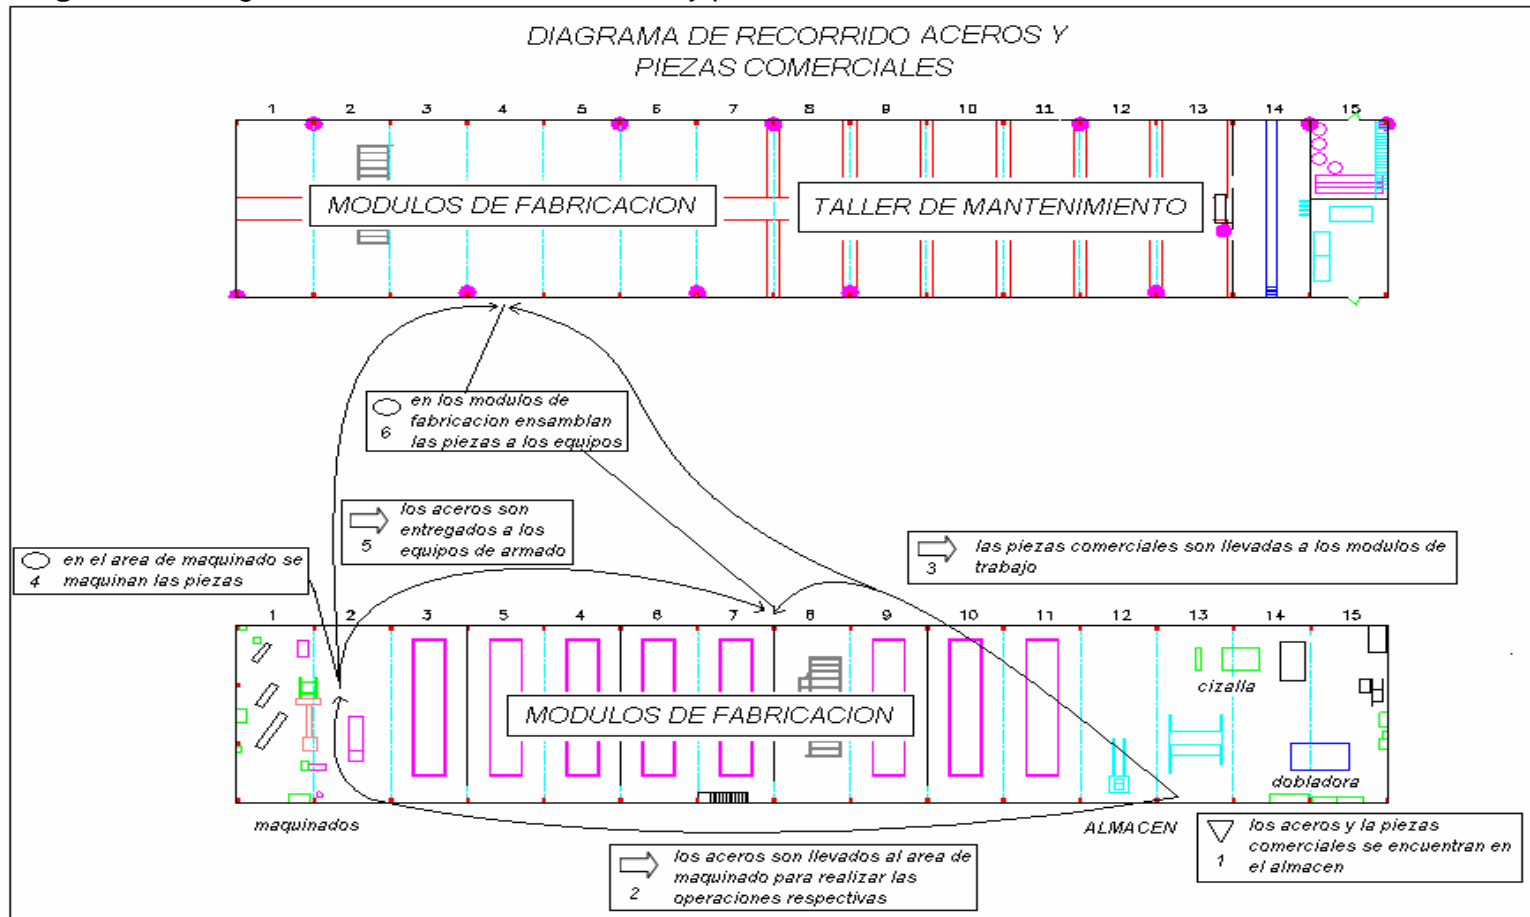 DIAGRAMA DE RECORRIDO ACEROS Y
PIEZAS COMERCIALES
1 2 3 4 5 6 7 8 9 10 11 12 13 14 15
MODULOS DE FABRICACION
TALLER DE MANTENIMIENTO
en los modulos de
fabricacion ensamblan
las piezas a los equipos
6
los aceros son
entregados a los
equipos de armado
5
en el area de maquinado se
maquinan las piezas
4
las piezas comerciales son llevadas a los modulos de
trabajo
3
1 2 3 5 4 6 7 8 9 10 11 12 13 14 15
cizalla
MODULOS DE FABRICACION
dobladora
maquinados
ALMACEN
los aceros y la piezas
comerciales se encuentran en
el almacen
1
los aceros son llevados al area de
maquinado para realizar las
operaciones respectivas
2